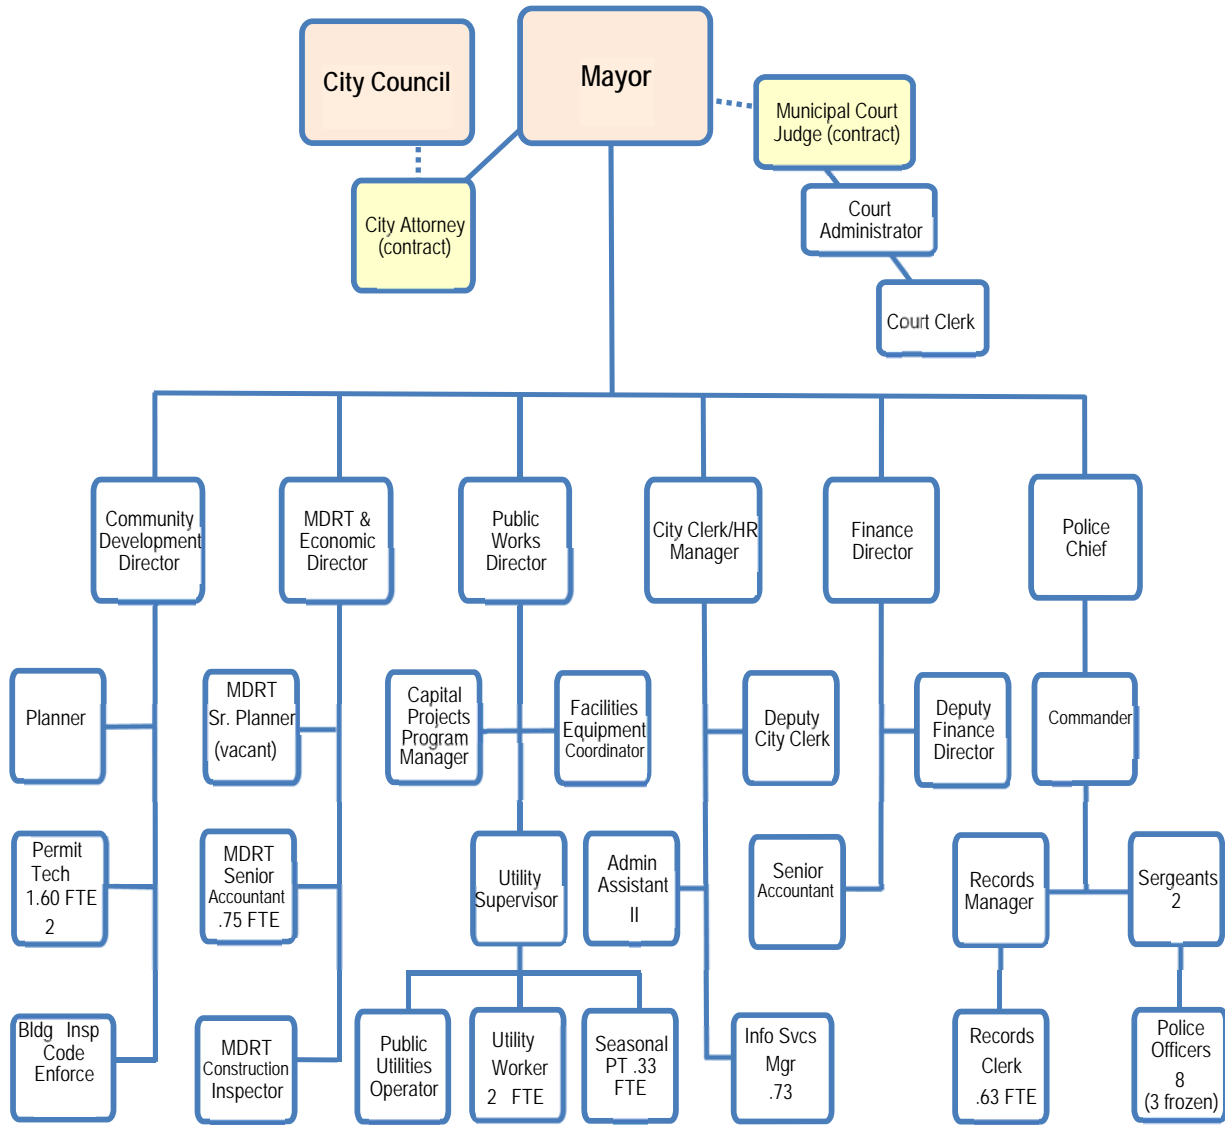 City Council
Mayor
Municipal Court
Judge (contract)
City Attorney
(contract)
Court
Administrator
Court Clerk
Community
Development
Director
MDRT &
Economic
Director
Public
Works
Director
City Clerk/HR
Manager
Finance
Director
Police
Chief
Planner
MDRT
Sr. Planner
(vacant)
Capital
Projects
Program
Manager
Facilities
Equipment
Coordinator
Deputy
City Clerk
Deputy
Finance
Director
Commander
Permit
Tech
1.60 FTE
2
MDRT
Senior
Accountant
.75 FTE
Utility
Supervisor
Admin
Assistant
II
Senior
Accountant
Records
Manager
Sergeants
2
Bldg Insp
Code
Enforce
MDRT
Construction
Inspector
Public
Utilities
Operator
Utility
Worker
2 FTE
Seasonal
PT .33
FTE
Info Svcs
Mgr
.73
Records
Clerk
.63 FTE
Police
Officers
8
(3 frozen)